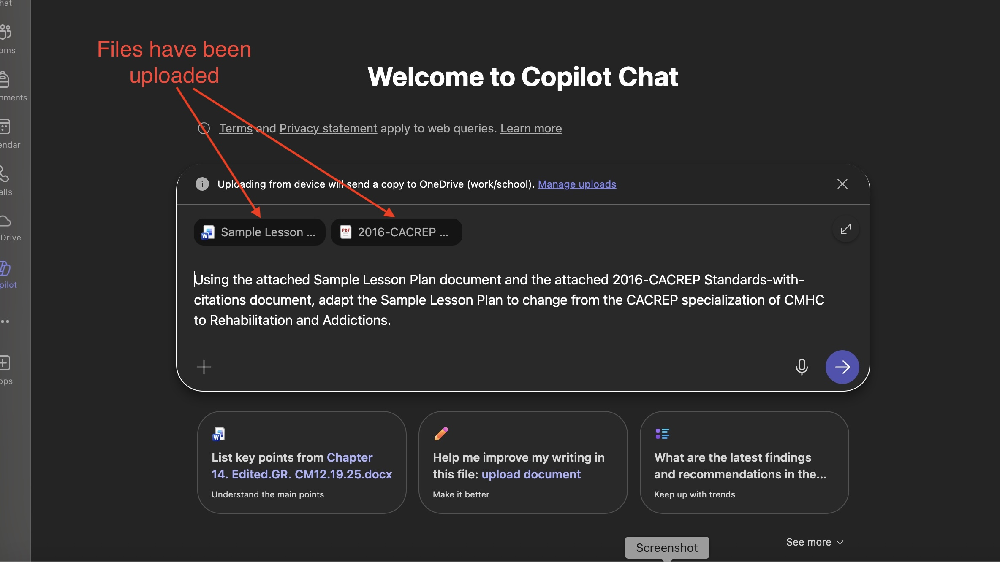 hat
ams
nments
endar
alls
Drive
pilot
pps
Files have been
uploaded
Welcome to Copilot Chat
Terms and Privacy statement apply to web queries. Learn more
Uploading from device will send a copy to OneDrive (work/school). Manage uploads
Sample Lesson ...
2016-CACREP ...
Using the attached Sample Lesson Plan document and the attached 2016-CACREP Standards-with-
citations document, adapt the Sample Lesson Plan to change from the CACREP specialization of CMHC
to Rehabilitation and Addictions.
List key points from Chapter
14. Edited.GR. CM12.19.25.docx
Understand the main points
Help me improve my writing in
this file: upload document
Make it better
What are the latest findings
and recommendations in the...
Keep up with trends
See more
Screenshot